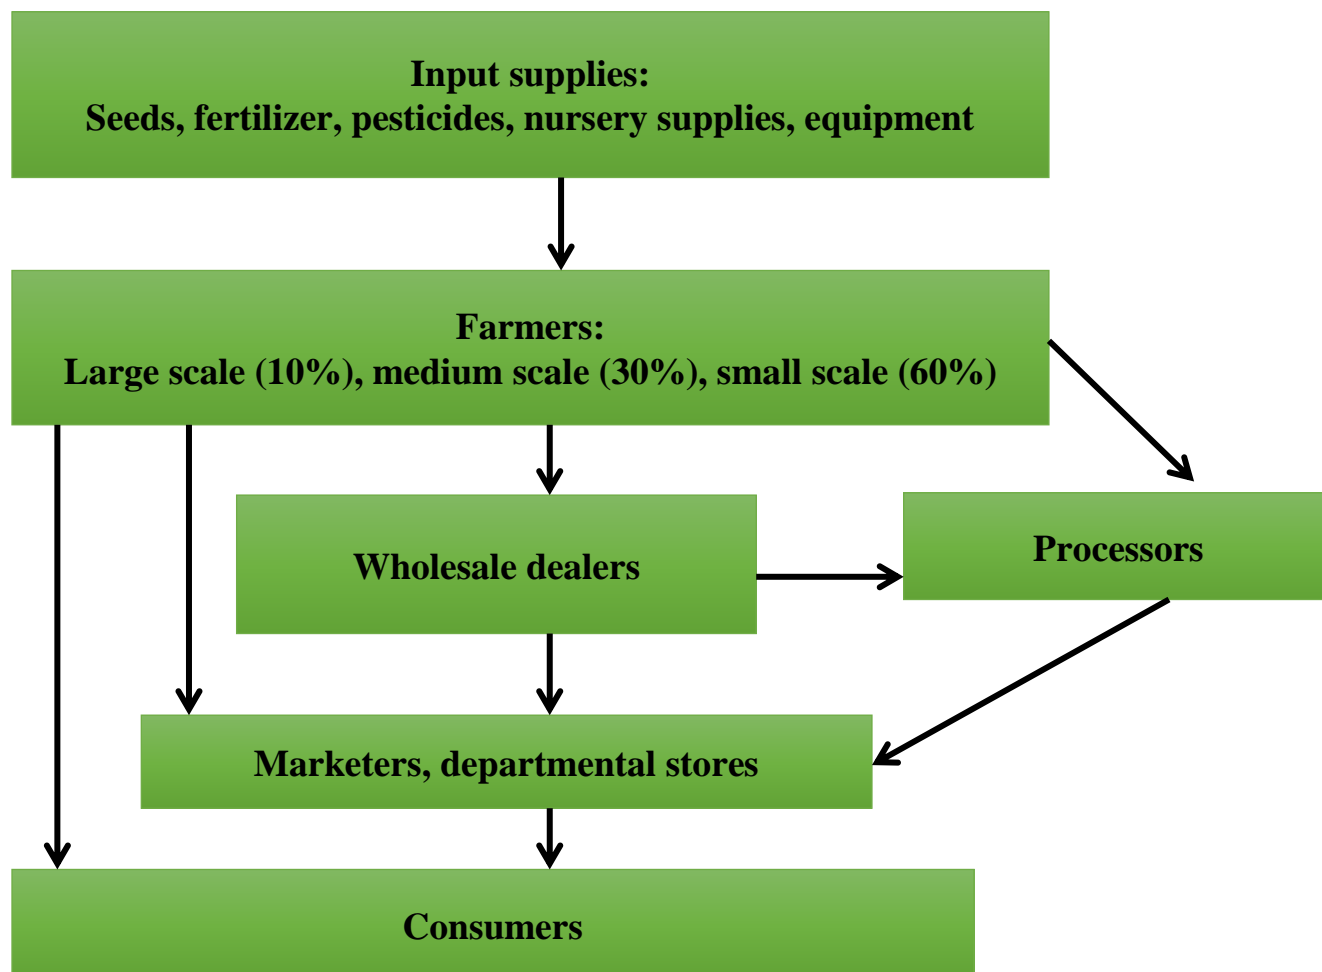 Input supplies:
Seeds, fertilizer, pesticides, nursery supplies, equipment
Farmers:
Large scale (10%), medium scale (30%), small scale (60%)
Wholesale dealers
Processors
Marketers, departmental stores
Consumers